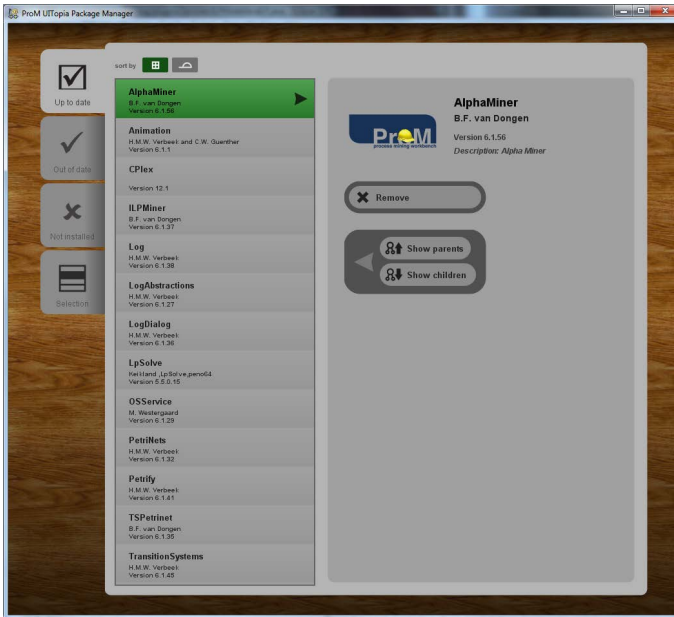 ProM UITopia Package Manager
sort by
Up to date
Out of date
Not installed
Selection
AlphaMiner
B.F. van Dongen
Version 6.1.56
Animation
H.M.W. Verbeek and C.W. Guenther
Version 6.1.1
CPlex
Version 12.1
ILPMiner
B.F. van Dongen
Version 6.1.37
Log
H.M.W. Verbeek
Version 6.1.38
LogAbstractions
H.M.W. Verbeek
Version 6.1.27
LogDialog
H.M.W. Verbeek
Version 6.1.36
LpSolve
Keikland ,LpSolve,peno64
Version 5.5.0.15
OSService
M. Westergaard
Version 6.1.29
PetriNets
H.M.W. Verbeek
Version 6.1.32
Petrify
H.M.W. Verbeek
Version 6.1.41
TSPetrinet
B.F. van Dongen
Version 6.1.35
TransitionSystems
H.M.W. Verbeek
Version 6.1.45
ProM
process mining workbench
AlphaMiner
B.F. van Dongen
Version 6.1.56
Description: Alpha Miner
Remove
Show parents
Show children